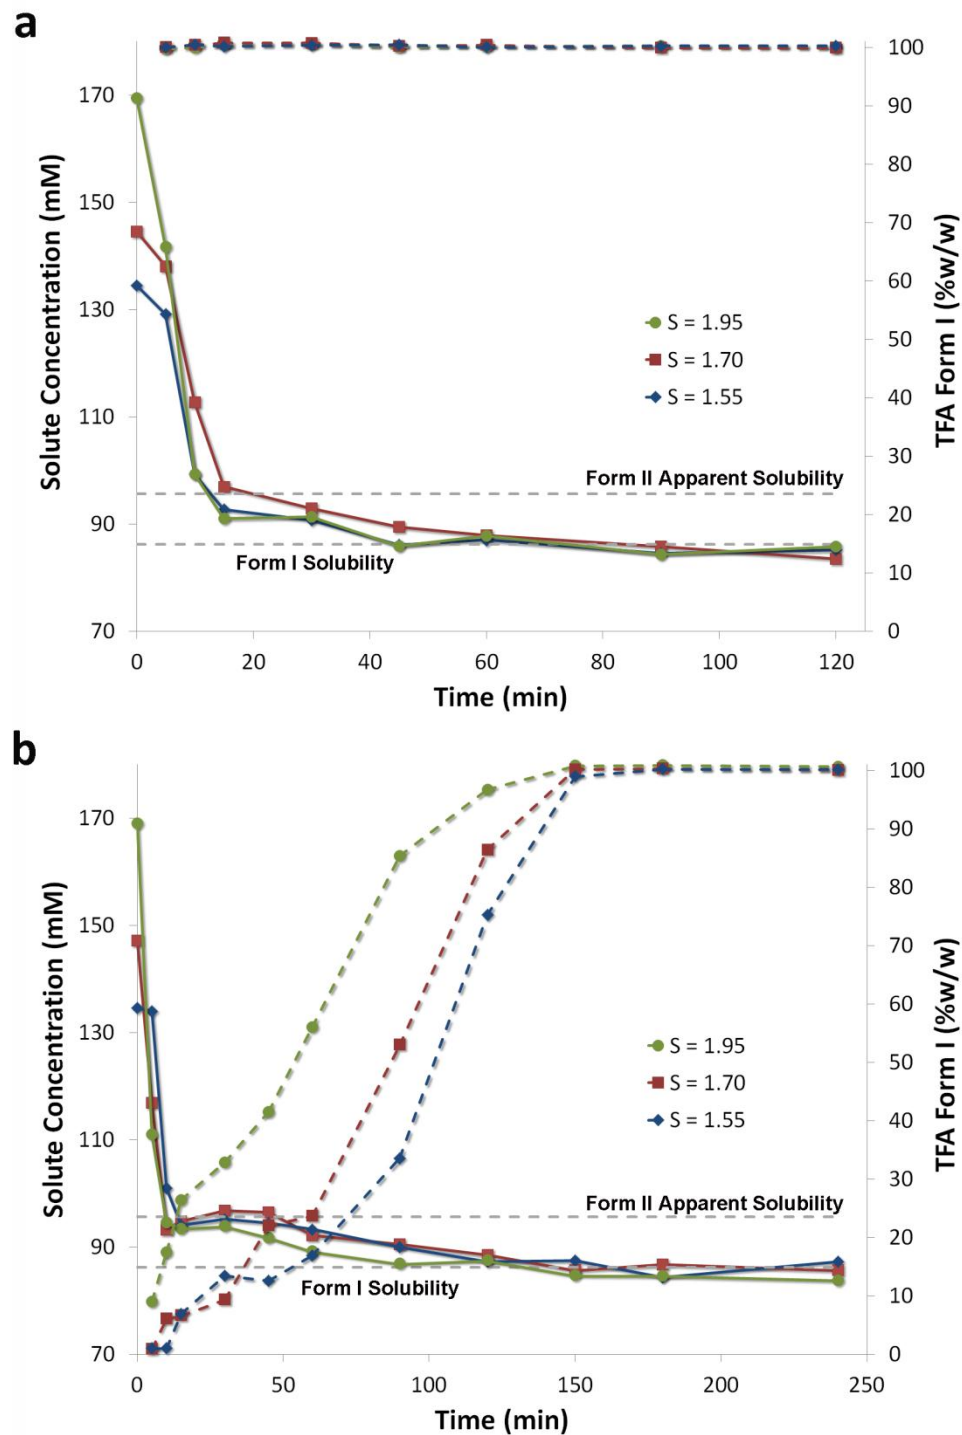 a
Solute Concentration (mM)
170
150
130
110
90
70
TFA Form I (%w/w)
100
90
80
70
60
50
40
30
20
10
0
S = 1.95
S = 1.70
S = 1.55
Form II Apparent Solubility
Form I Solubility
0 20 40 60 80 100 120
Time (min)
b
Solute Concentration (mM)
170
150
130
110
90
70
TFA Form I (%w/w)
100
90
80
70
60
50
40
30
20
10
0
S = 1.95
S = 1.70
S = 1.55
Form II Apparent Solubility
Form I Solubility
0 50 100 150 200 250
Time (min)